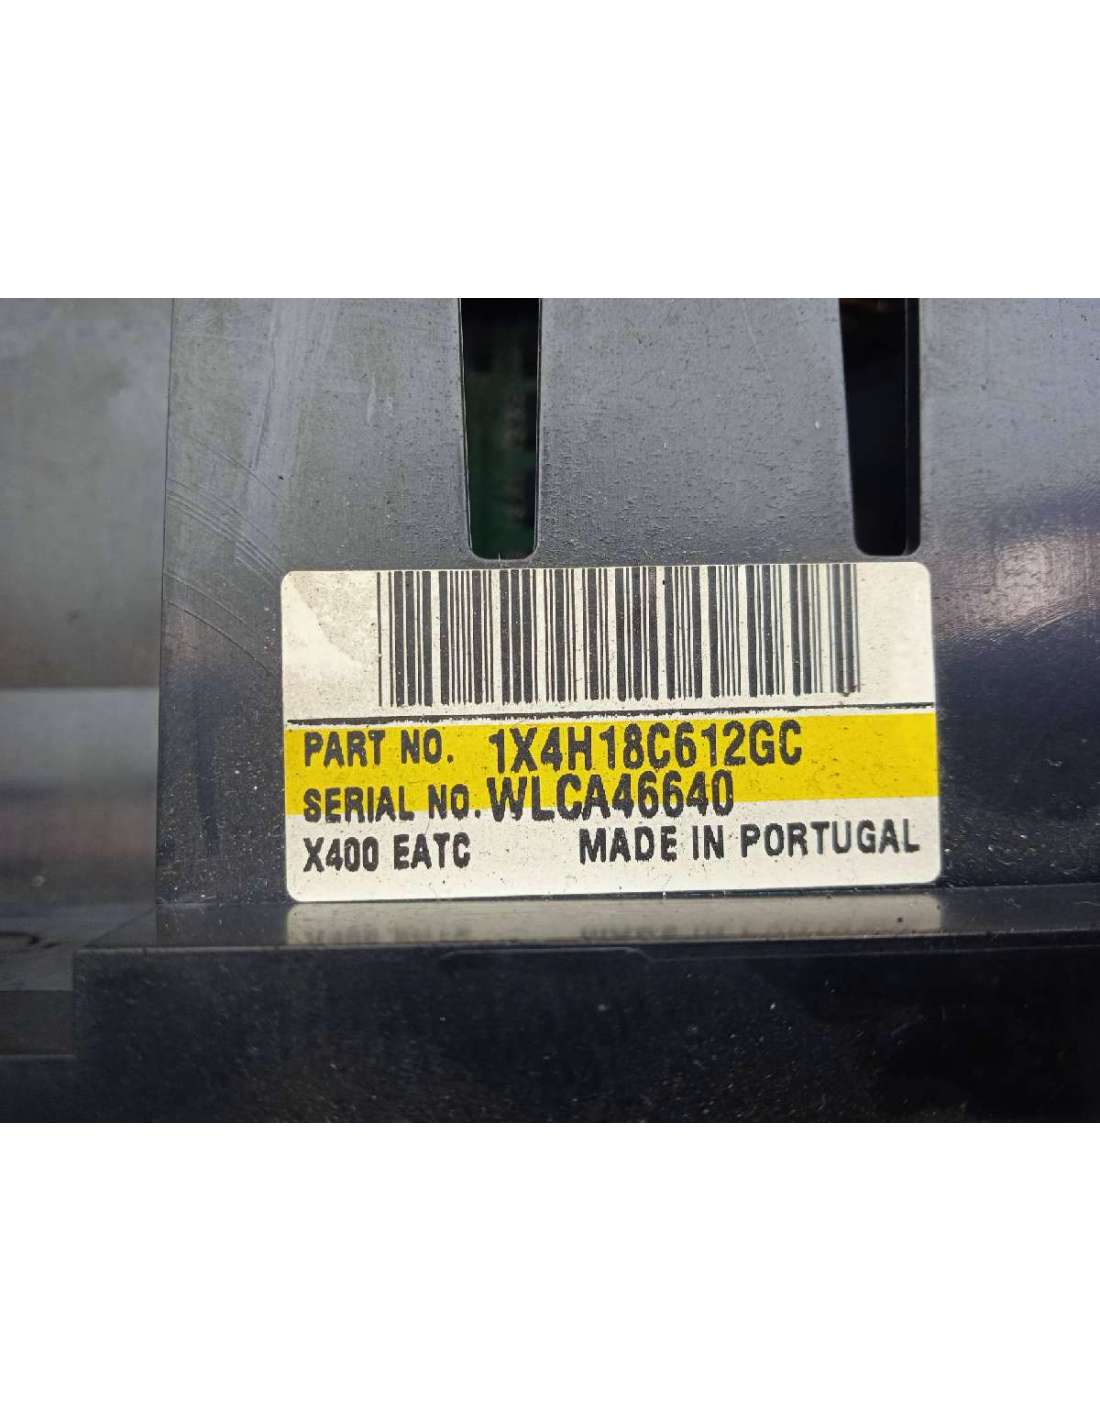 PART NO. 1X4H18C612GC
SERIAL NO. WLCA46640
X400 EATC MADE IN PORTUGAL